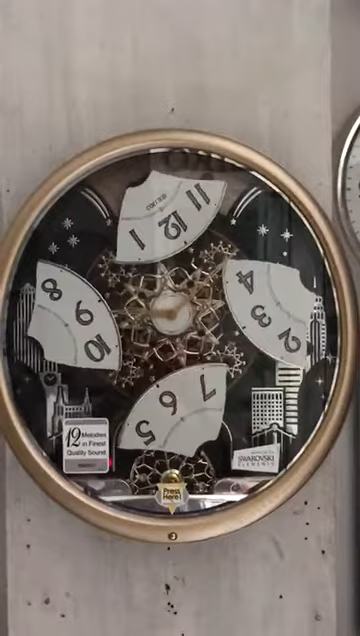 11
12
1
SEIKO
8
9
10
4
3
2
7
6
5
12 Melodies
in Finest
Quality Sound
SWAROVSKI
ELEMENTS
Press
Here!